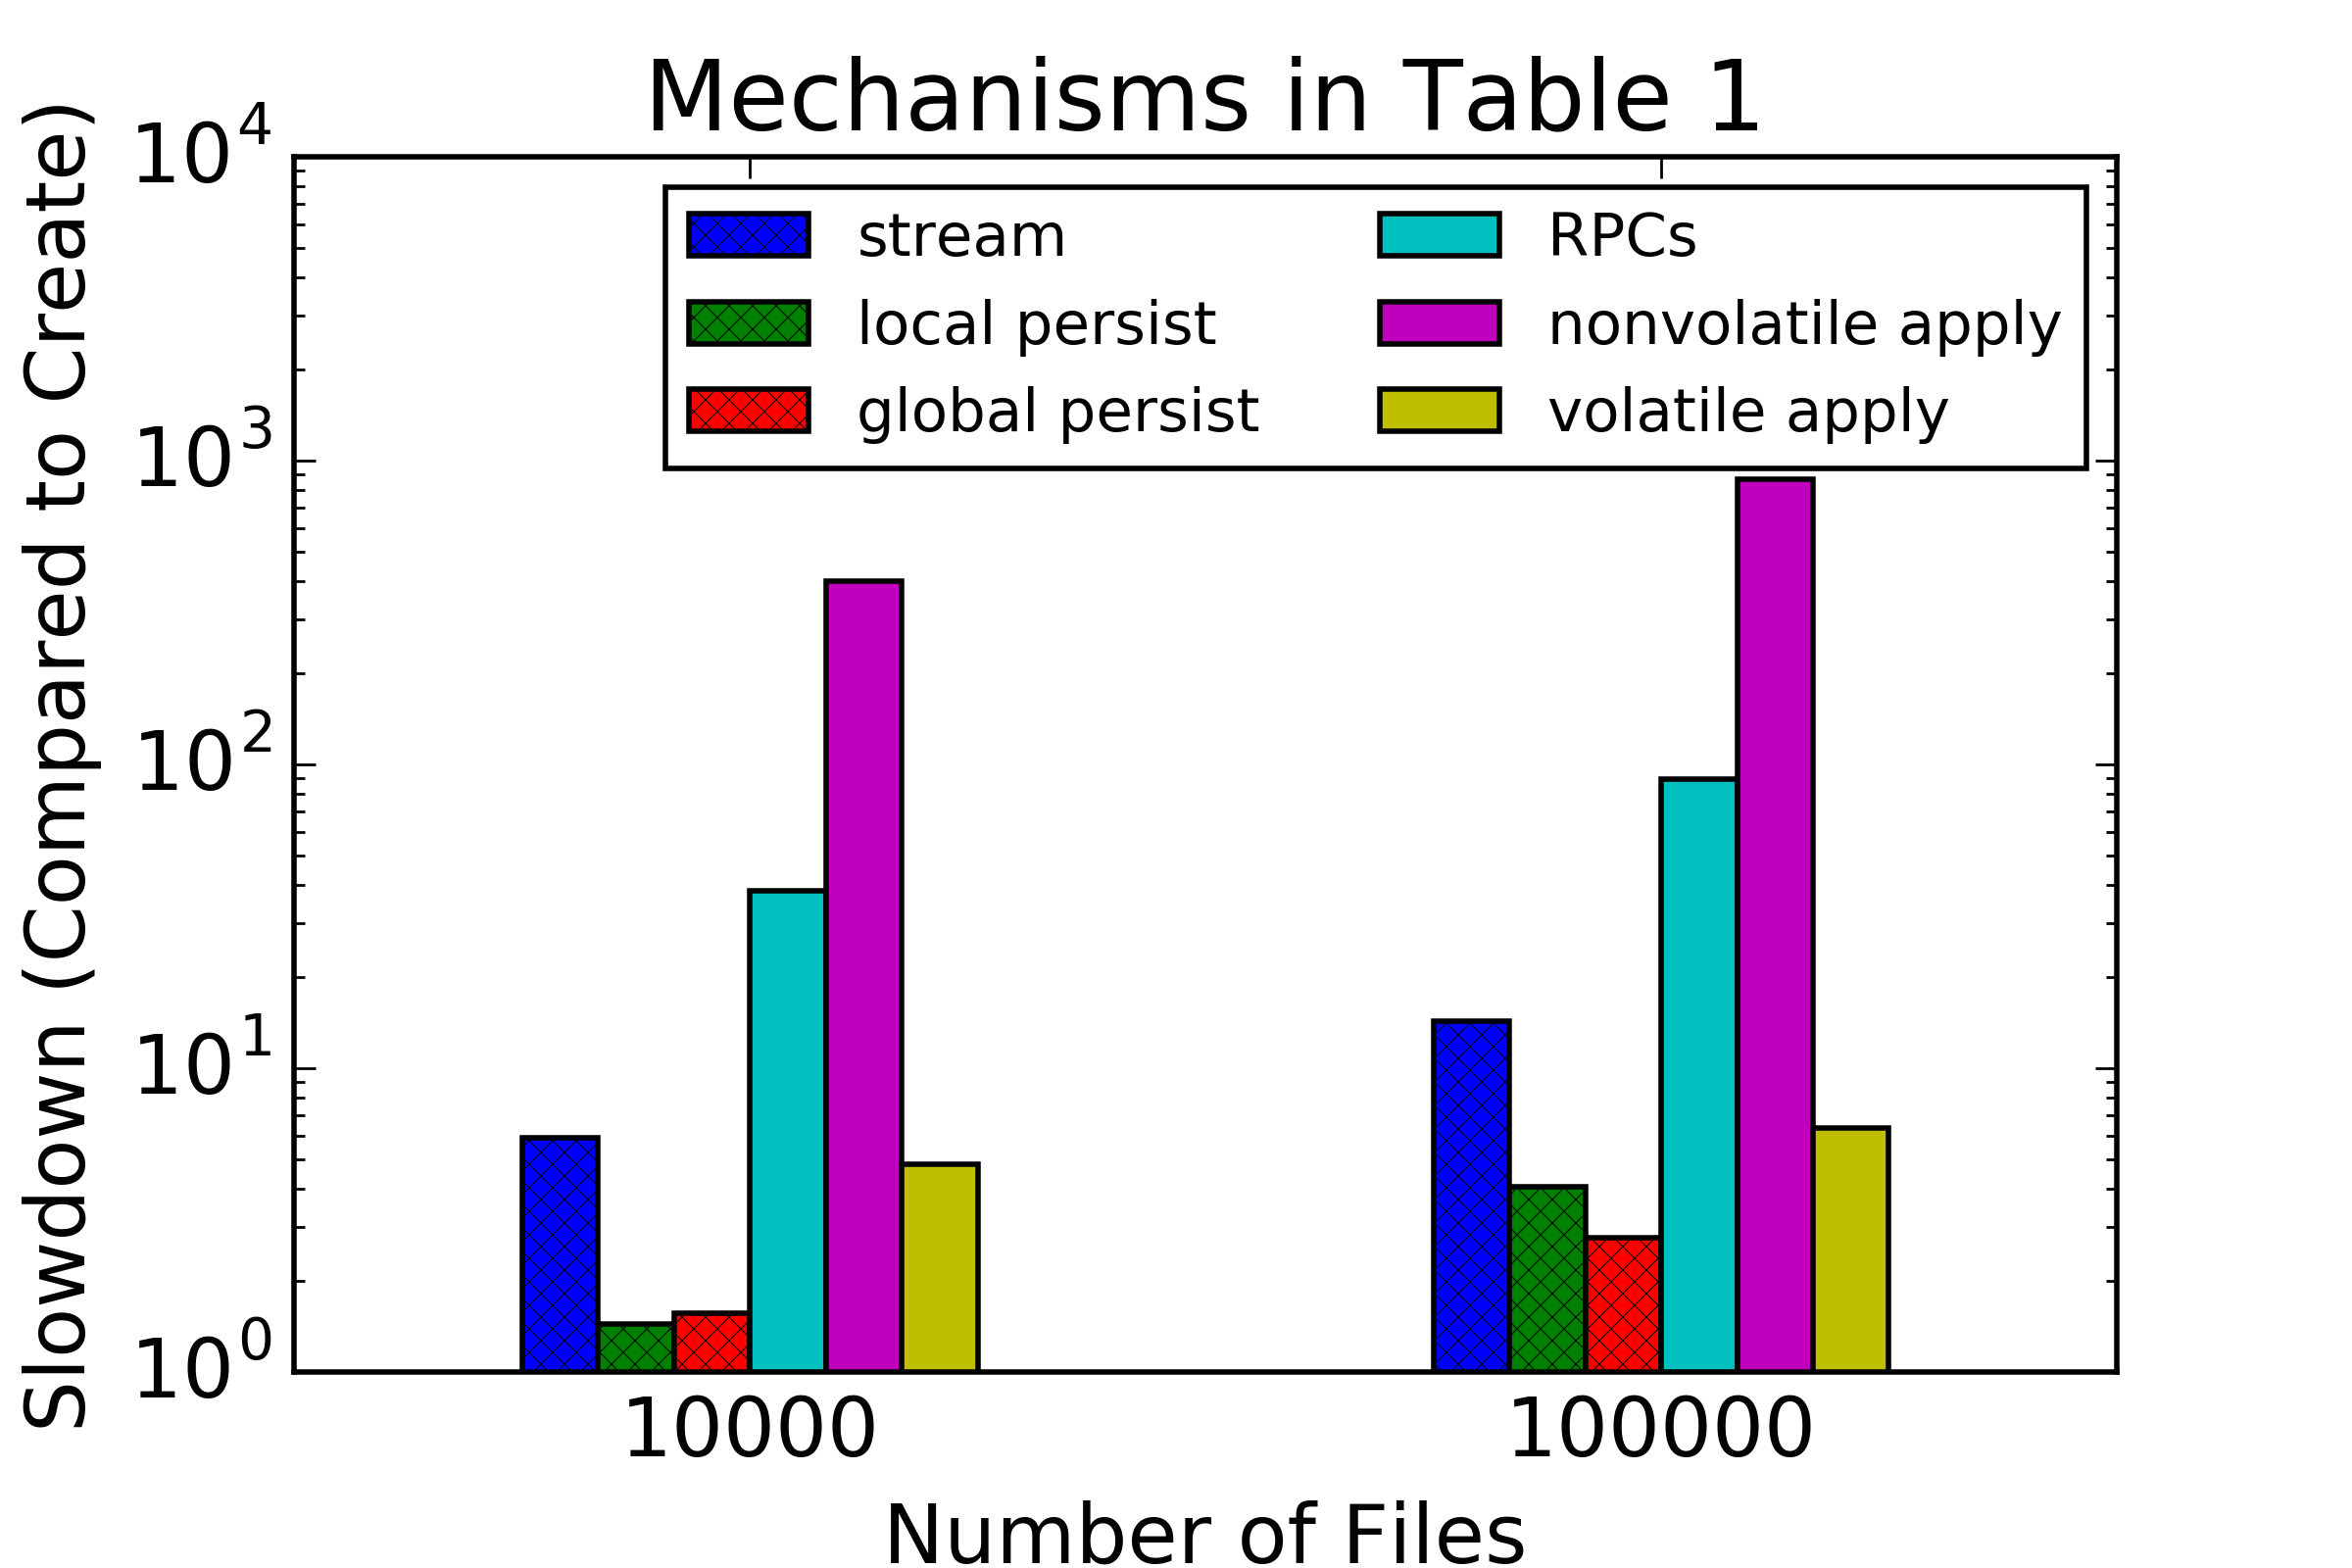 Mechanisms in Table 1
Slowdown (Compared to Create)
10^4
10^3
10^2
10^1
10^0
stream
local persist
global persist
RPCs
nonvolatile apply
volatile apply
10000
100000
Number of Files